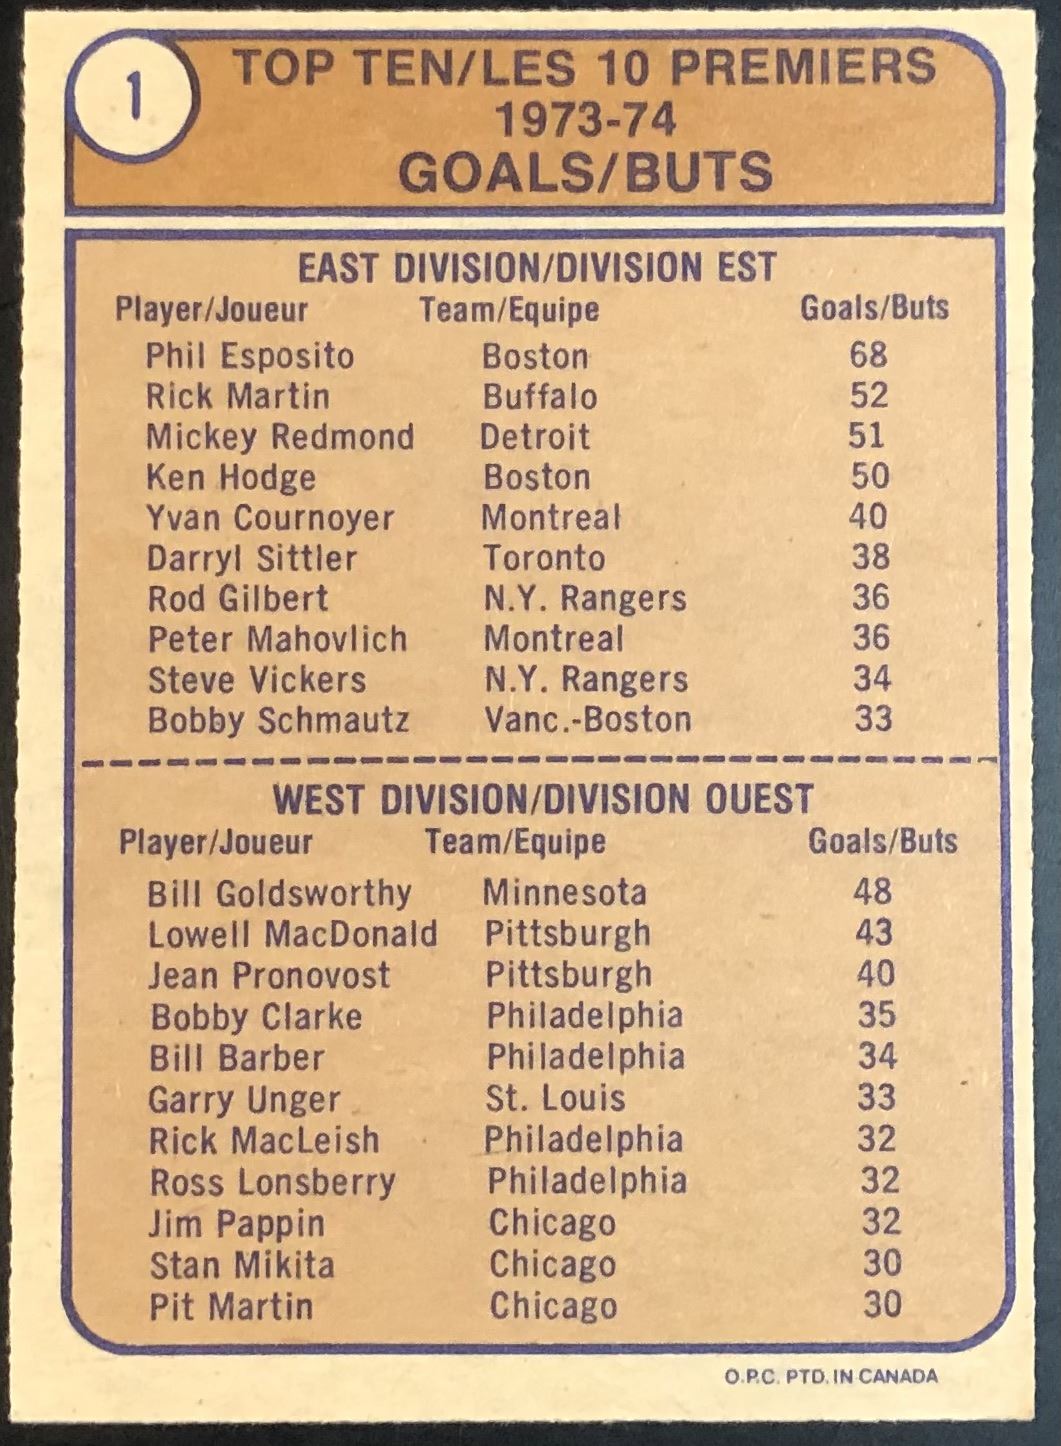 1
TOP TEN/LES 10 PREMIERS
1973-74
GOALS/BUTS
EAST DIVISION/DIVISION EST
Player/Joueur Team/Equipe Goals/Buts
Phil Esposito Boston 68
Rick Martin Buffalo 52
Mickey Redmond Detroit 51
Ken Hodge Boston 50
Yvan Cournoyer Montreal 40
Darryl Sittler Toronto 38
Rod Gilbert N.Y. Rangers 36
Peter Mahovlich Montreal 36
Steve Vickers N.Y. Rangers 34
Bobby Schmautz Vanc.-Boston 33
WEST DIVISION/DIVISION OUEST
Player/Joueur Team/Equipe Goals/Buts
Bill Goldsworthy Minnesota 48
Lowell MacDonald Pittsburgh 43
Jean Pronovost Pittsburgh 40
Bobby Clarke Philadelphia 35
Bill Barber Philadelphia 34
Garry Unger St. Louis 33
Rick MacLeish Philadelphia 32
Ross Lonsberry Philadelphia 32
Jim Pappin Chicago 32
Stan Mikita Chicago 30
Pit Martin Chicago 30
O.P.C. PTD. IN CANADA